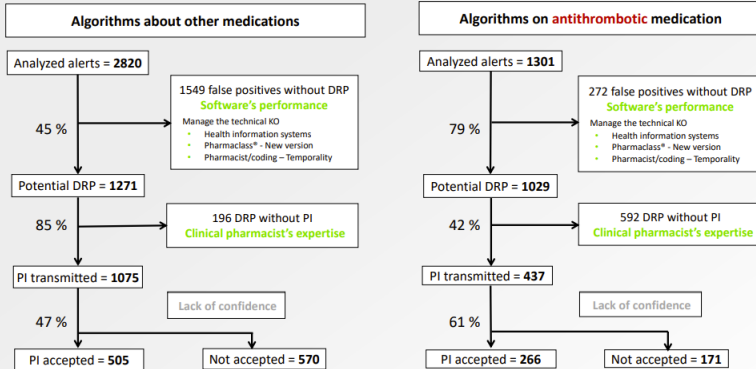 Algorithms about other medications
Analyzed alerts = 2820
1549 false positives without DRP
Software's performance
Manage the technical KO
• Health information systems
• Pharmaclass® - New version
• Pharmacist/coding – Temporality
45 %
Potential DRP = 1271
85 %
196 DRP without PI
Clinical pharmacist's expertise
PI transmitted = 1075
Lack of confidence
47 %
PI accepted = 505
Not accepted = 570
Algorithms on antithrombotic medication
Analyzed alerts = 1301
272 false positives without DRP
Software's performance
Manage the technical KO
• Health information systems
• Pharmaclass® - New version
• Pharmacist/coding – Temporality
79 %
Potential DRP = 1029
42 %
592 DRP without PI
Clinical pharmacist's expertise
PI transmitted = 437
Lack of confidence
61 %
PI accepted = 266
Not accepted = 171